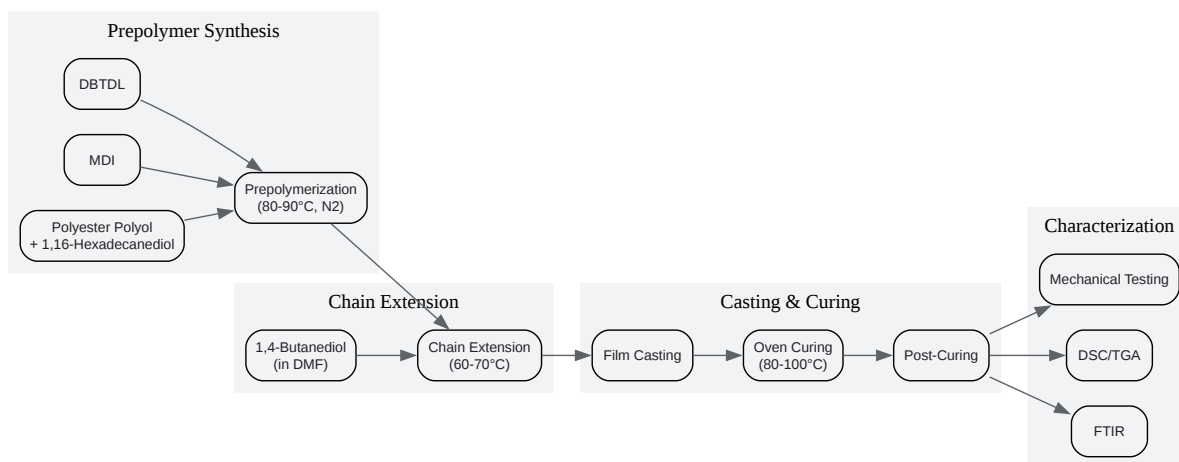 Prepolymer Synthesis
DBTDL
MDI
Polyester Polyol
+ 1,16-Hexadecanediol
Prepolymerization
(80-90°C, N2)
Chain Extension
1,4-Butanediol
(in DMF)
Chain Extension
(60-70°C)
Casting & Curing
Film Casting
Oven Curing
(80-100°C)
Post-Curing
Characterization
Mechanical Testing
DSC/TGA
FTIR